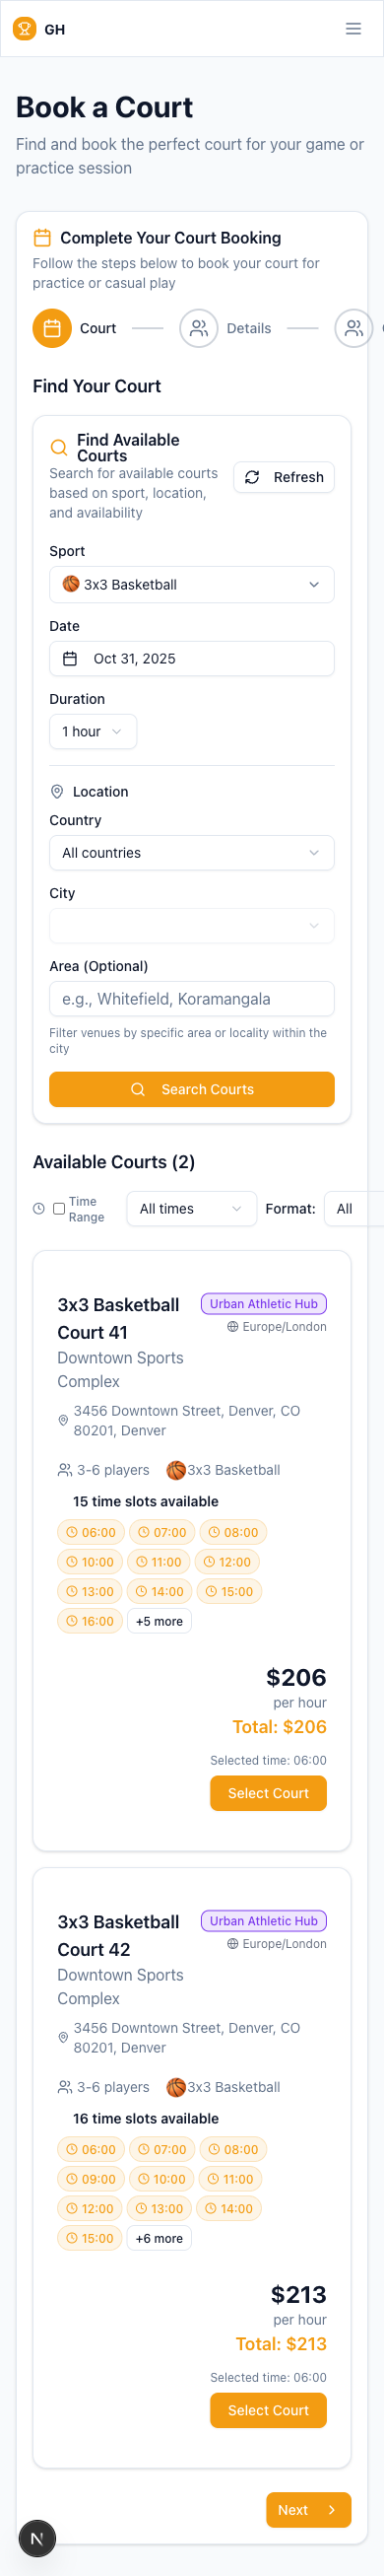 GH
Book a Court
Find and book the perfect court for your game or
practice session
Complete Your Court Booking
Follow the steps below to book your court for
practice or casual play
Court
Details
Find Your Court
Find Available
Courts
Search for available courts
based on sport, location,
and availability
Refresh
Sport
3x3 Basketball
Date
Oct 31, 2025
Duration
1 hour
Location
Country
All countries
City
Area (Optional)
e.g., Whitefield, Koramangala
Filter venues by specific area or locality within the
city
Search Courts
Available Courts (2)
Time
Range
All times
Format:
All
3x3 Basketball
Court 41
Urban Athletic Hub
Europe/London
Downtown Sports
Complex
3456 Downtown Street, Denver, CO
80201, Denver
3-6 players
3x3 Basketball
15 time slots available
06:00 07:00 08:00
10:00 11:00 12:00
13:00 14:00 15:00
16:00 +5 more
$206
per hour
Total: $206
Selected time: 06:00
Select Court
3x3 Basketball
Court 42
Urban Athletic Hub
Europe/London
Downtown Sports
Complex
3456 Downtown Street, Denver, CO
80201, Denver
3-6 players
3x3 Basketball
16 time slots available
06:00 07:00 08:00
09:00 10:00 11:00
12:00 13:00 14:00
15:00 +6 more
$213
per hour
Total: $213
Selected time: 06:00
Select Court
Next
N